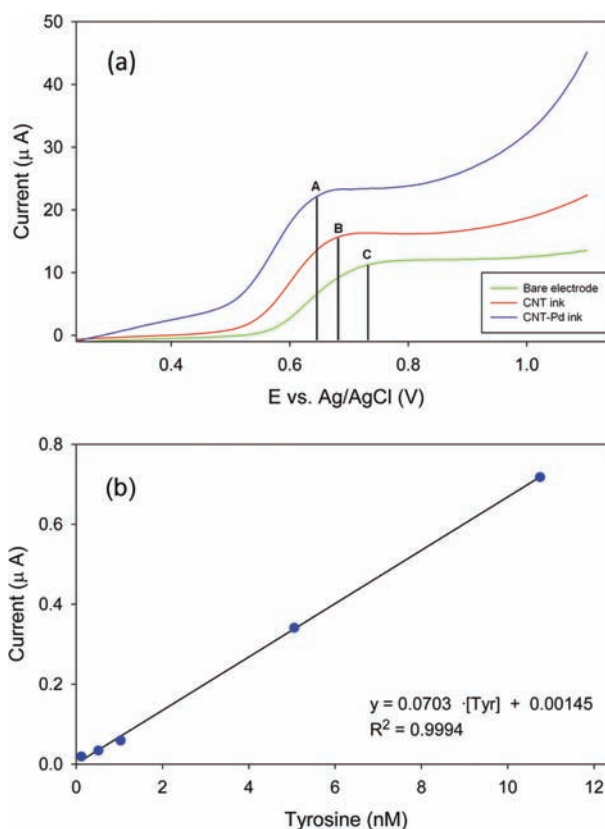 (a)
50
40
30
20
10
0
Current (μ A)
A
B
C
Bare electrode
CNT ink
CNT-Pd ink
0.4 0.6 0.8 1.0
E vs. Ag/AgCl (V)
(b)
0.8
0.6
0.4
0.2
0.0
Current (μ A)
y = 0.0703 ·[Tyr] + 0.00145
R² = 0.9994
0 2 4 6 8 10 12
Tyrosine (nM)